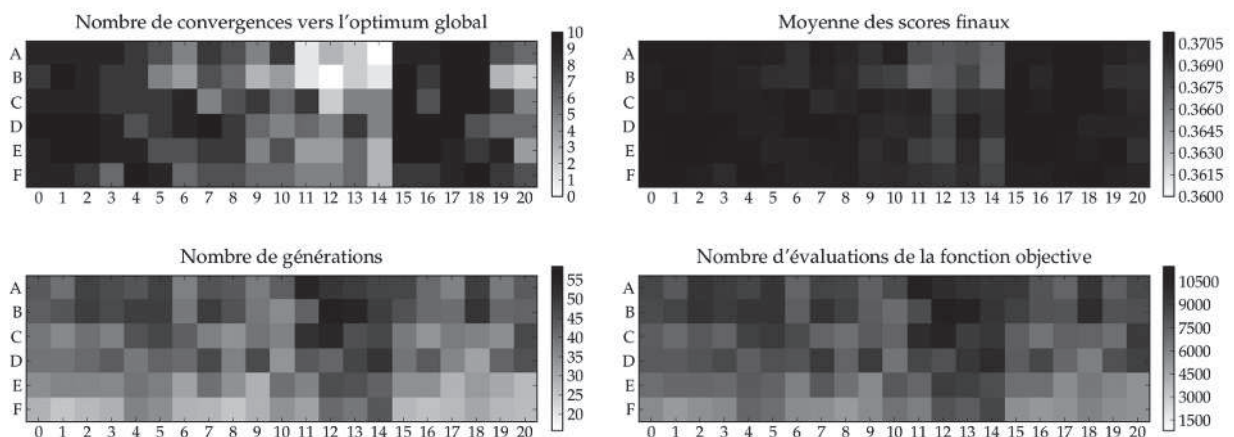 Nombre de convergences vers l'optimum global
A
B
C
D
E
F
0 1 2 3 4 5 6 7 8 9 10 11 12 13 14 15 16 17 18 19 20
10
9
8
7
6
5
4
3
2
1
0
Moyenne des scores finaux
A
B
C
D
E
F
0 1 2 3 4 5 6 7 8 9 10 11 12 13 14 15 16 17 18 19 20
0.3705
0.3690
0.3675
0.3660
0.3645
0.3630
0.3615
0.3600
Nombre de générations
A
B
C
D
E
F
0 1 2 3 4 5 6 7 8 9 10 11 12 13 14 15 16 17 18 19 20
55
50
45
40
35
30
25
20
Nombre d'évaluations de la fonction objective
A
B
C
D
E
F
0 1 2 3 4 5 6 7 8 9 10 11 12 13 14 15 16 17 18 19 20
10500
9000
7500
6000
4500
3000
1500